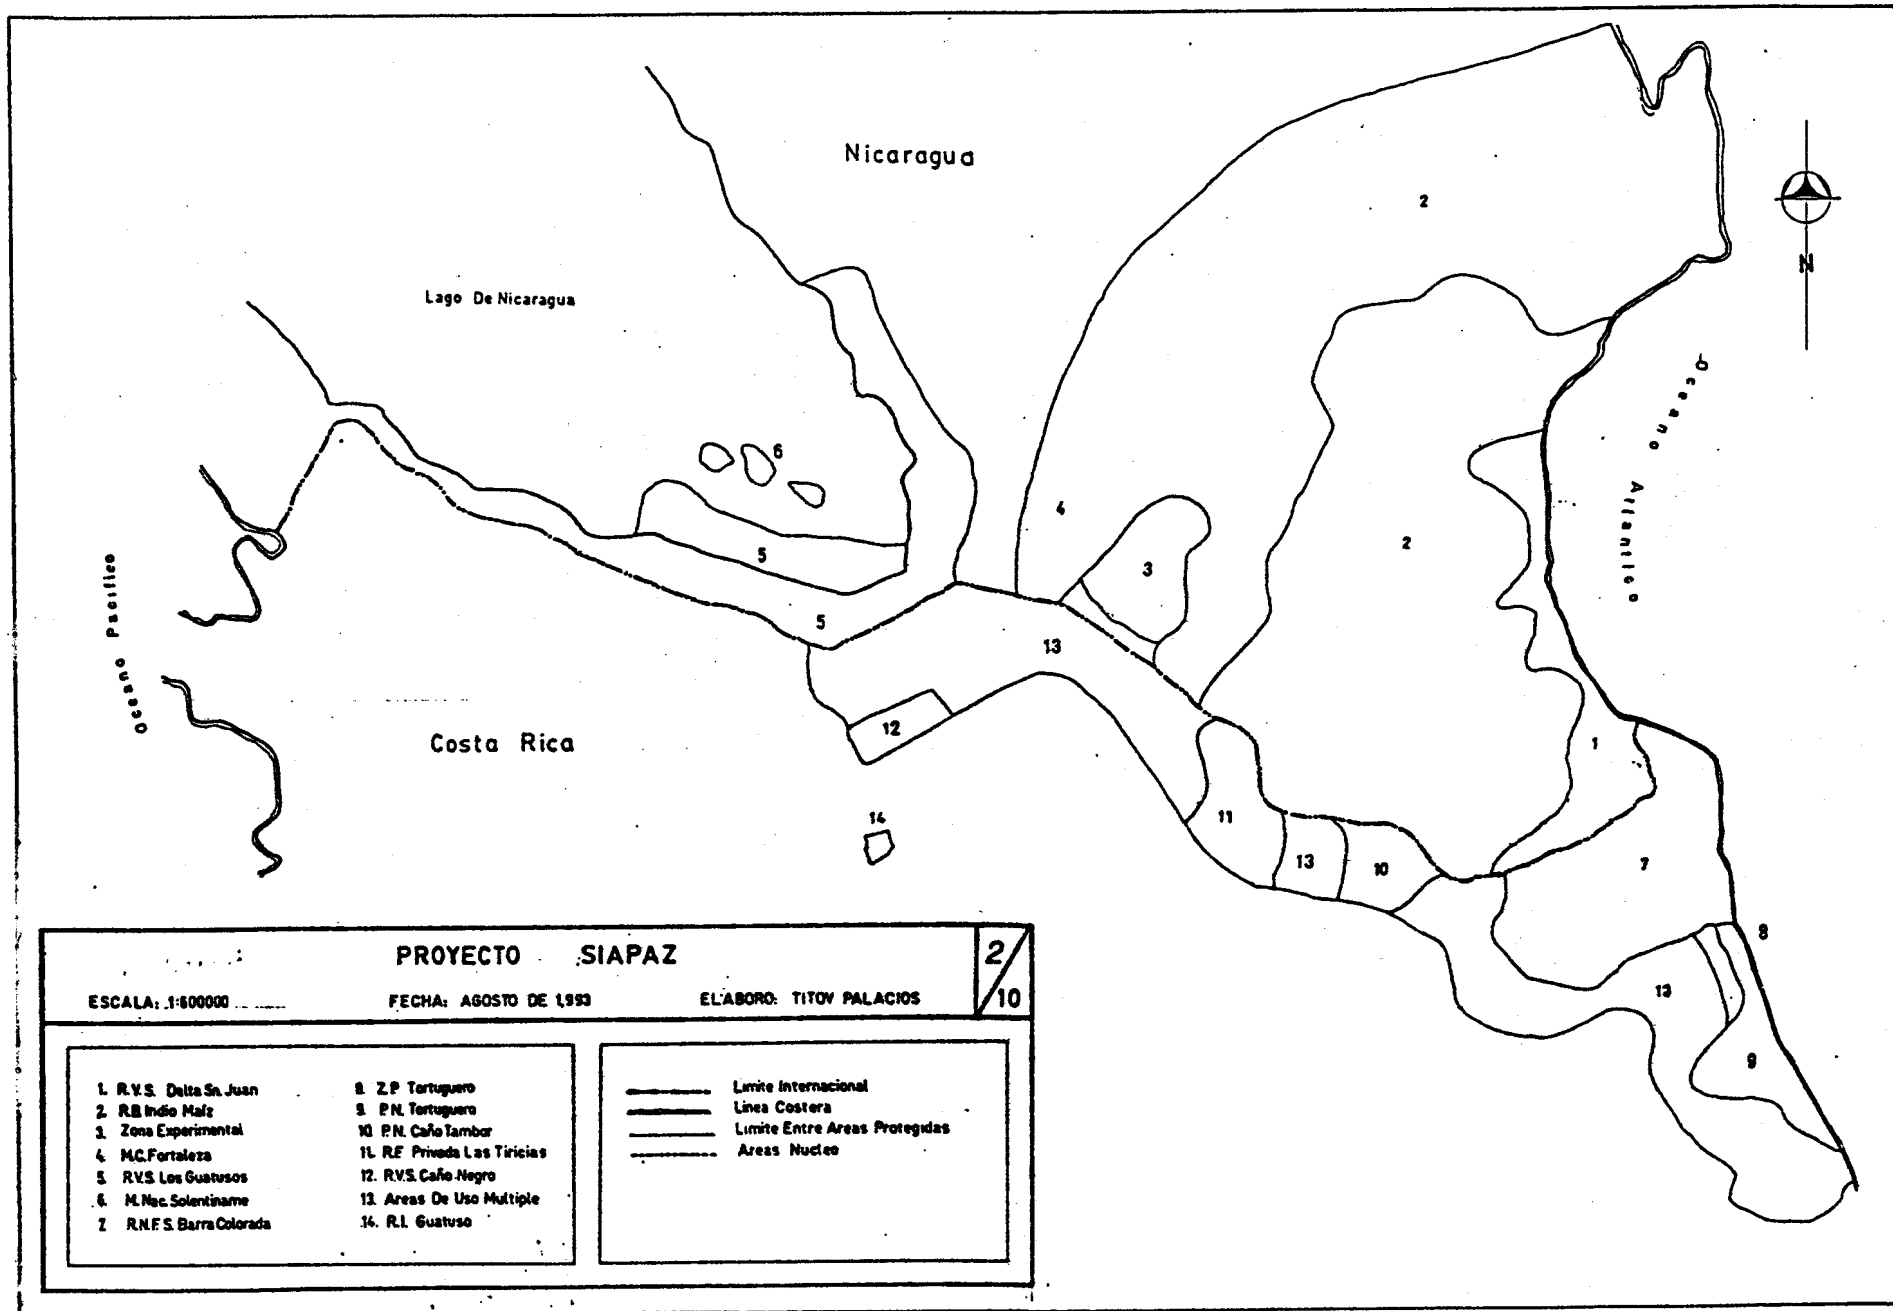 Nicaragua
2
N
Lago De Nicaragua
Oceano Atlantico
6
4
5
3
2
Oceano Pacifico
5
13
12
Costa Rica
1
14
11
13
10
7
8
13
9
PROYECTO SIAPAZ
2/10
ESCALA: 1:600000 FECHA: AGOSTO DE 1,993 ELABORO: TITOV PALACIOS
1. R.V.S. Delta Sn. Juan
2. R.B. Indio Maíz
3. Zona Experimental
4. M.C. Fortaleza
5. R.V.S. Los Guatusos
6. M. Nac. Solentiname
7. R.N.F.S. Barra Colorada
8. Z.P. Tortuguero
9. P.N. Tortuguero
10. P.N. Caño Tambor
11. R.F. Privada Las Tiricias
12. R.V.S. Caño Negro
13. Areas De Uso Multiple
14. R.I. Guatuso
Limite Internacional
Linea Costera
Limite Entre Areas Protegidas
Areas Nucleo